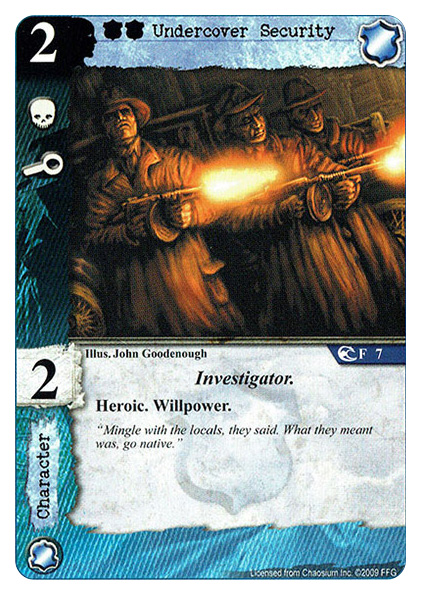 2
Undercover Security
Illus. John Goodenough
F 7
2
Investigator.
Heroic. Willpower.
“Mingle with the locals, they said. What they meant
was, go native.”
Character
Licensed from Chaosium Inc. ©2009 FFG